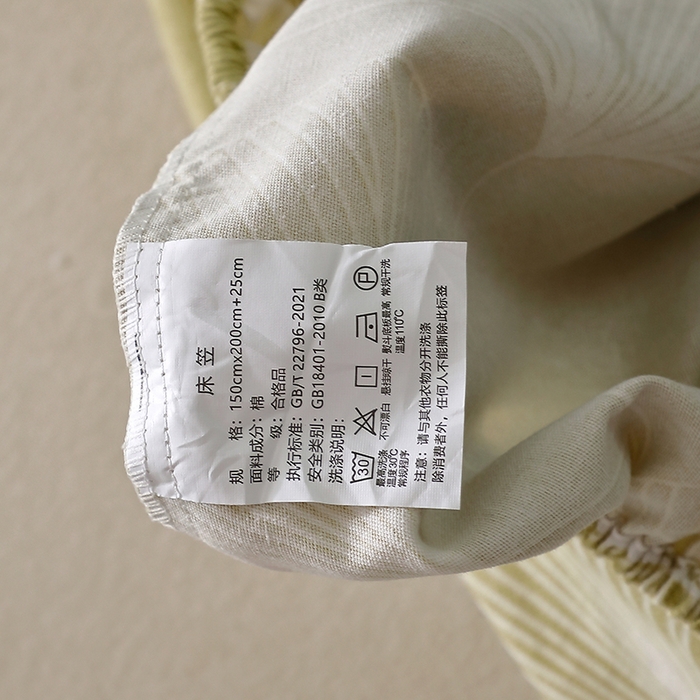 床笠
规格：150cmx200cm+25cm
面料成分：棉
等级：合格品
执行标准：GB/T 22796-2021
安全类别：GB18401-2010 B类
洗涤说明：
30 P
最高洗涤温度30℃常规程序 不可漂白 悬挂晾干 熨斗底板最高温度110℃ 常规干洗
注意：请与其他衣物分开洗涤
除消费者外，任何人不能撕除此标签